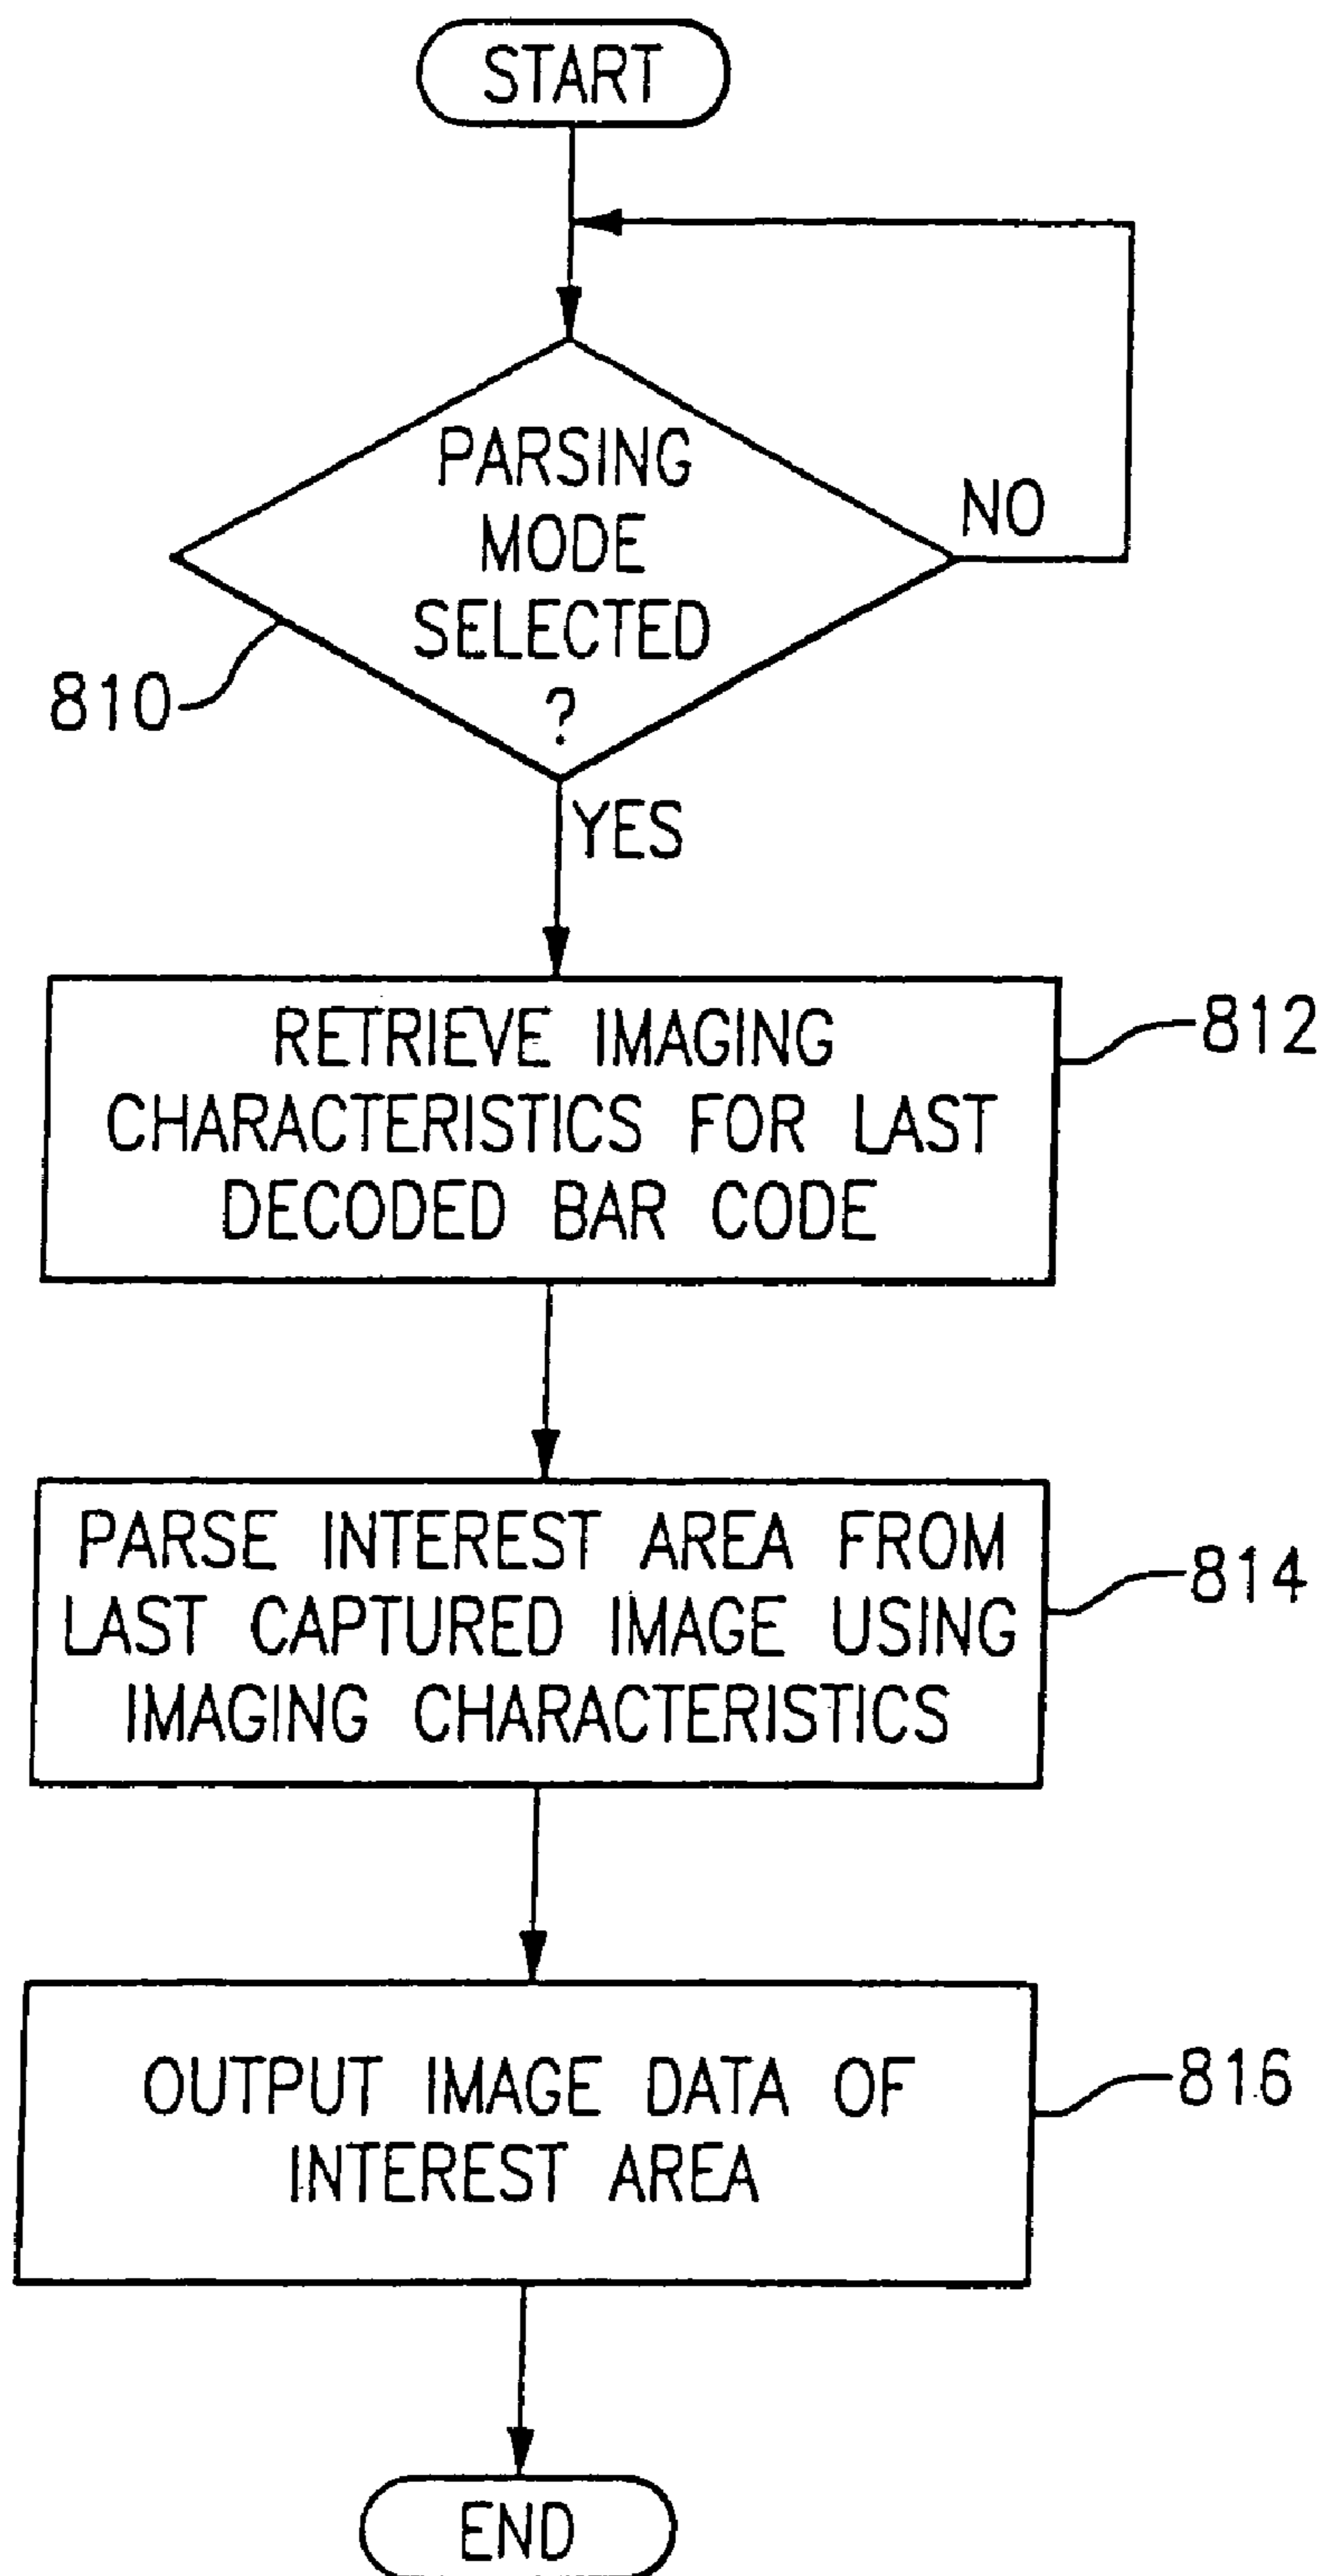 START
PARSING
MODE
SELECTED
?
NO
810
YES
RETRIEVE IMAGING
CHARACTERISTICS FOR LAST
DECODED BAR CODE
812
PARSE INTEREST AREA FROM
LAST CAPTURED IMAGE USING
IMAGING CHARACTERISTICS
814
OUTPUT IMAGE DATA OF
INTEREST AREA
816
END